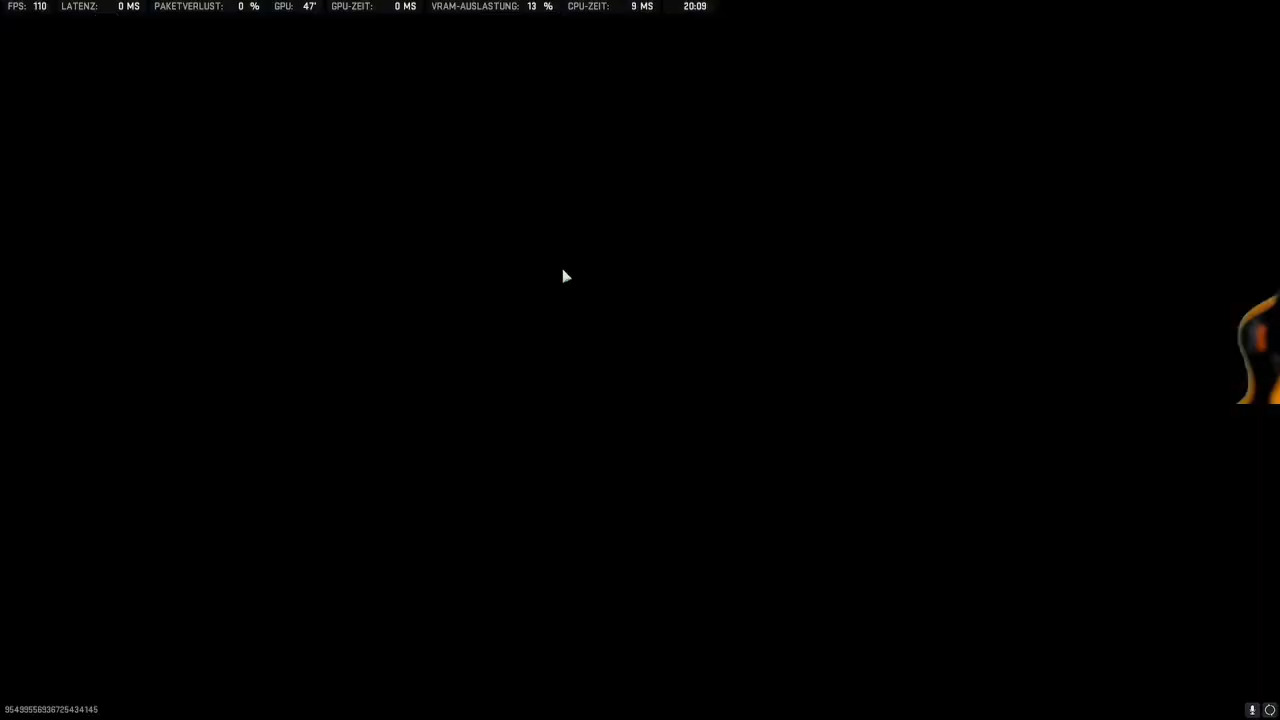 FPS: 110 LATENZ: 0 MS PAKETVERLUST: 0 % GPU: 47° GPU-ZEIT: 0 MS VRAM-AUSLASTUNG: 13 % CPU-ZEIT: 9 MS 20:09
95499556936725434145